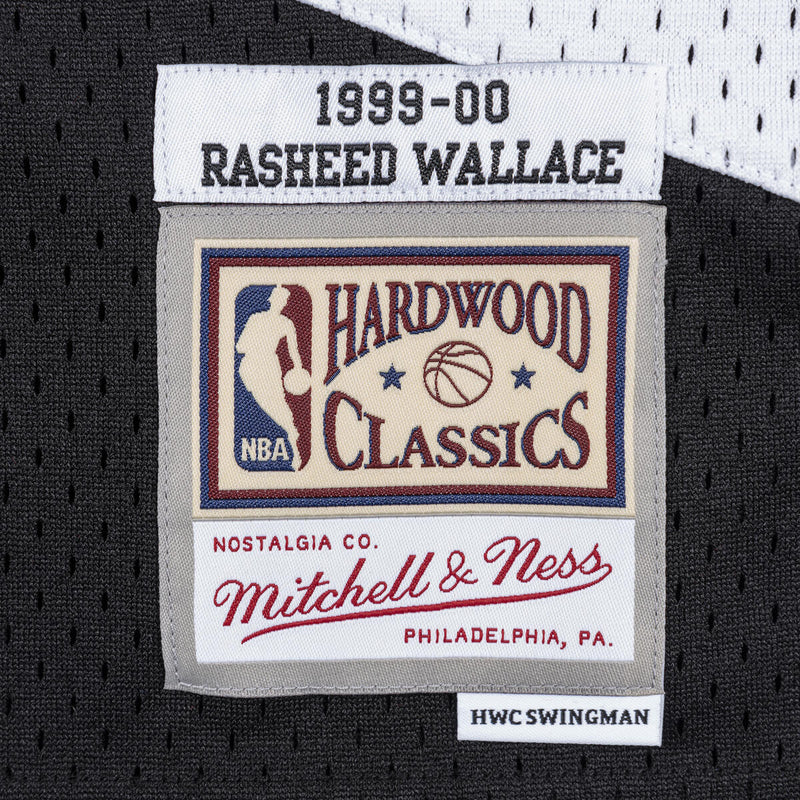 1999-00
RASHEED WALLACE
HARDWOOD
CLASSICS
NBA
NOSTALGIA CO.
Mitchell & Ness
PHILADELPHIA, PA.
HWC SWINGMAN